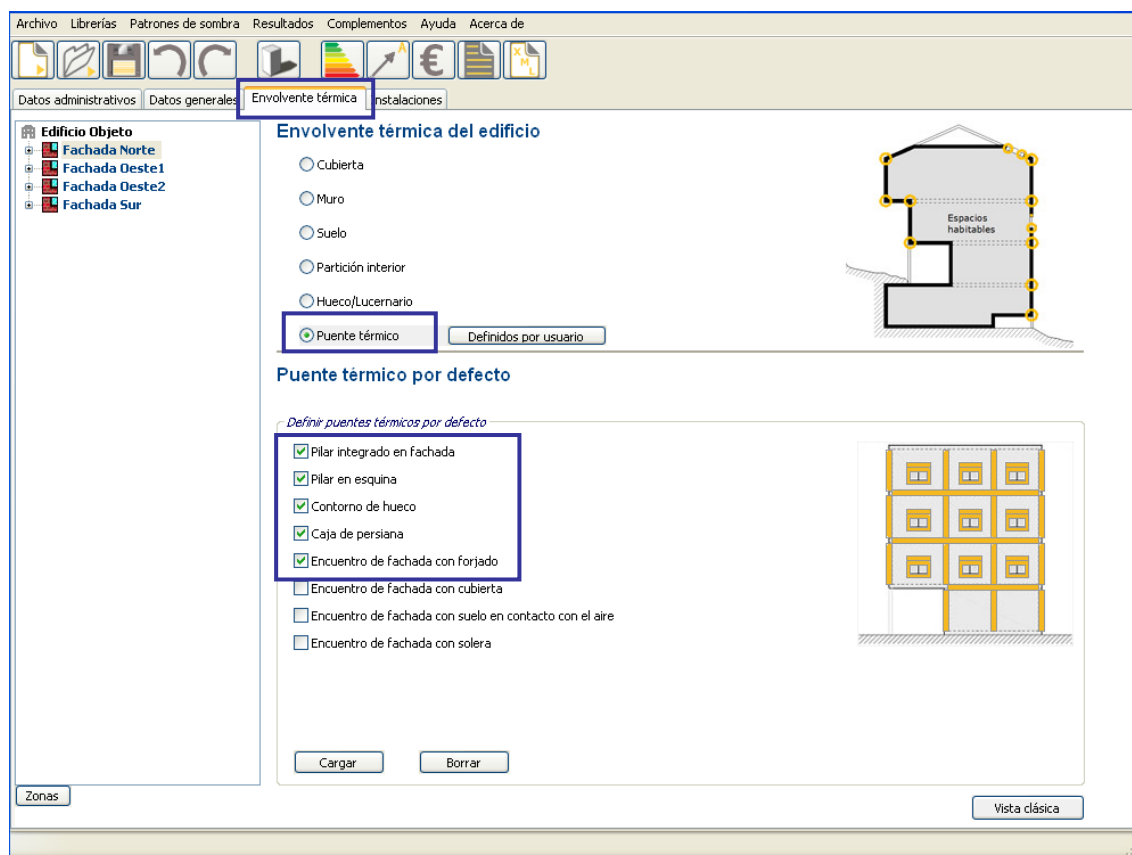 Archivo Librerías Patrones de sombra Resultados Complementos Ayuda Acerca de
A € X M L
Datos administrativos Datos generales Envolvente térmica Instalaciones
Edificio Objeto
Fachada Norte
Fachada Oeste1
Fachada Oeste2
Fachada Sur
Zonas
Envolvente térmica del edificio
Cubierta
Muro
Suelo
Partición interior
Hueco/Lucernario
Puente térmico Definidos por usuario
Espacios
habitables
Puente térmico por defecto
Definir puentes térmicos por defecto
Pilar integrado en fachada
Pilar en esquina
Contorno de hueco
Caja de persiana
Encuentro de fachada con forjado
Encuentro de fachada con cubierta
Encuentro de fachada con suelo en contacto con el aire
Encuentro de fachada con solera
Cargar Borrar
Vista clásica